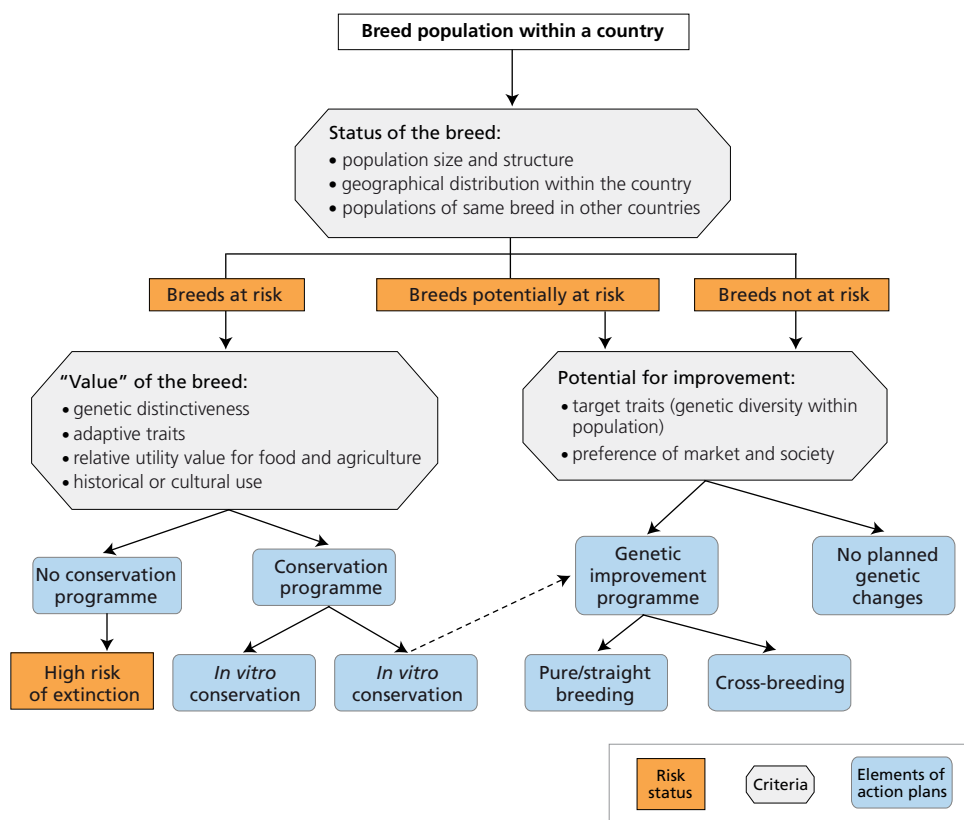 Breed population within a country
Status of the breed:
• population size and structure
• geographical distribution within the country
• populations of same breed in other countries
Breeds at risk
Breeds potentially at risk
Breeds not at risk
“Value” of the breed:
• genetic distinctiveness
• adaptive traits
• relative utility value for food and agriculture
• historical or cultural use
Potential for improvement:
• target traits (genetic diversity within
population)
• preference of market and society
No conservation
programme
Conservation
programme
Genetic
improvement
programme
No planned
genetic
changes
High risk
of extinction
In vitro
conservation
In vitro
conservation
Pure/straight
breeding
Cross-breeding
Risk
status
Criteria
Elements of
action plans